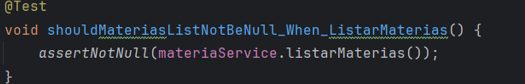 @Test
void shouldMateriasListNotBeNull_When_ListarMaterias() {
    assertNotNull(materiaService.listarMaterias());
}